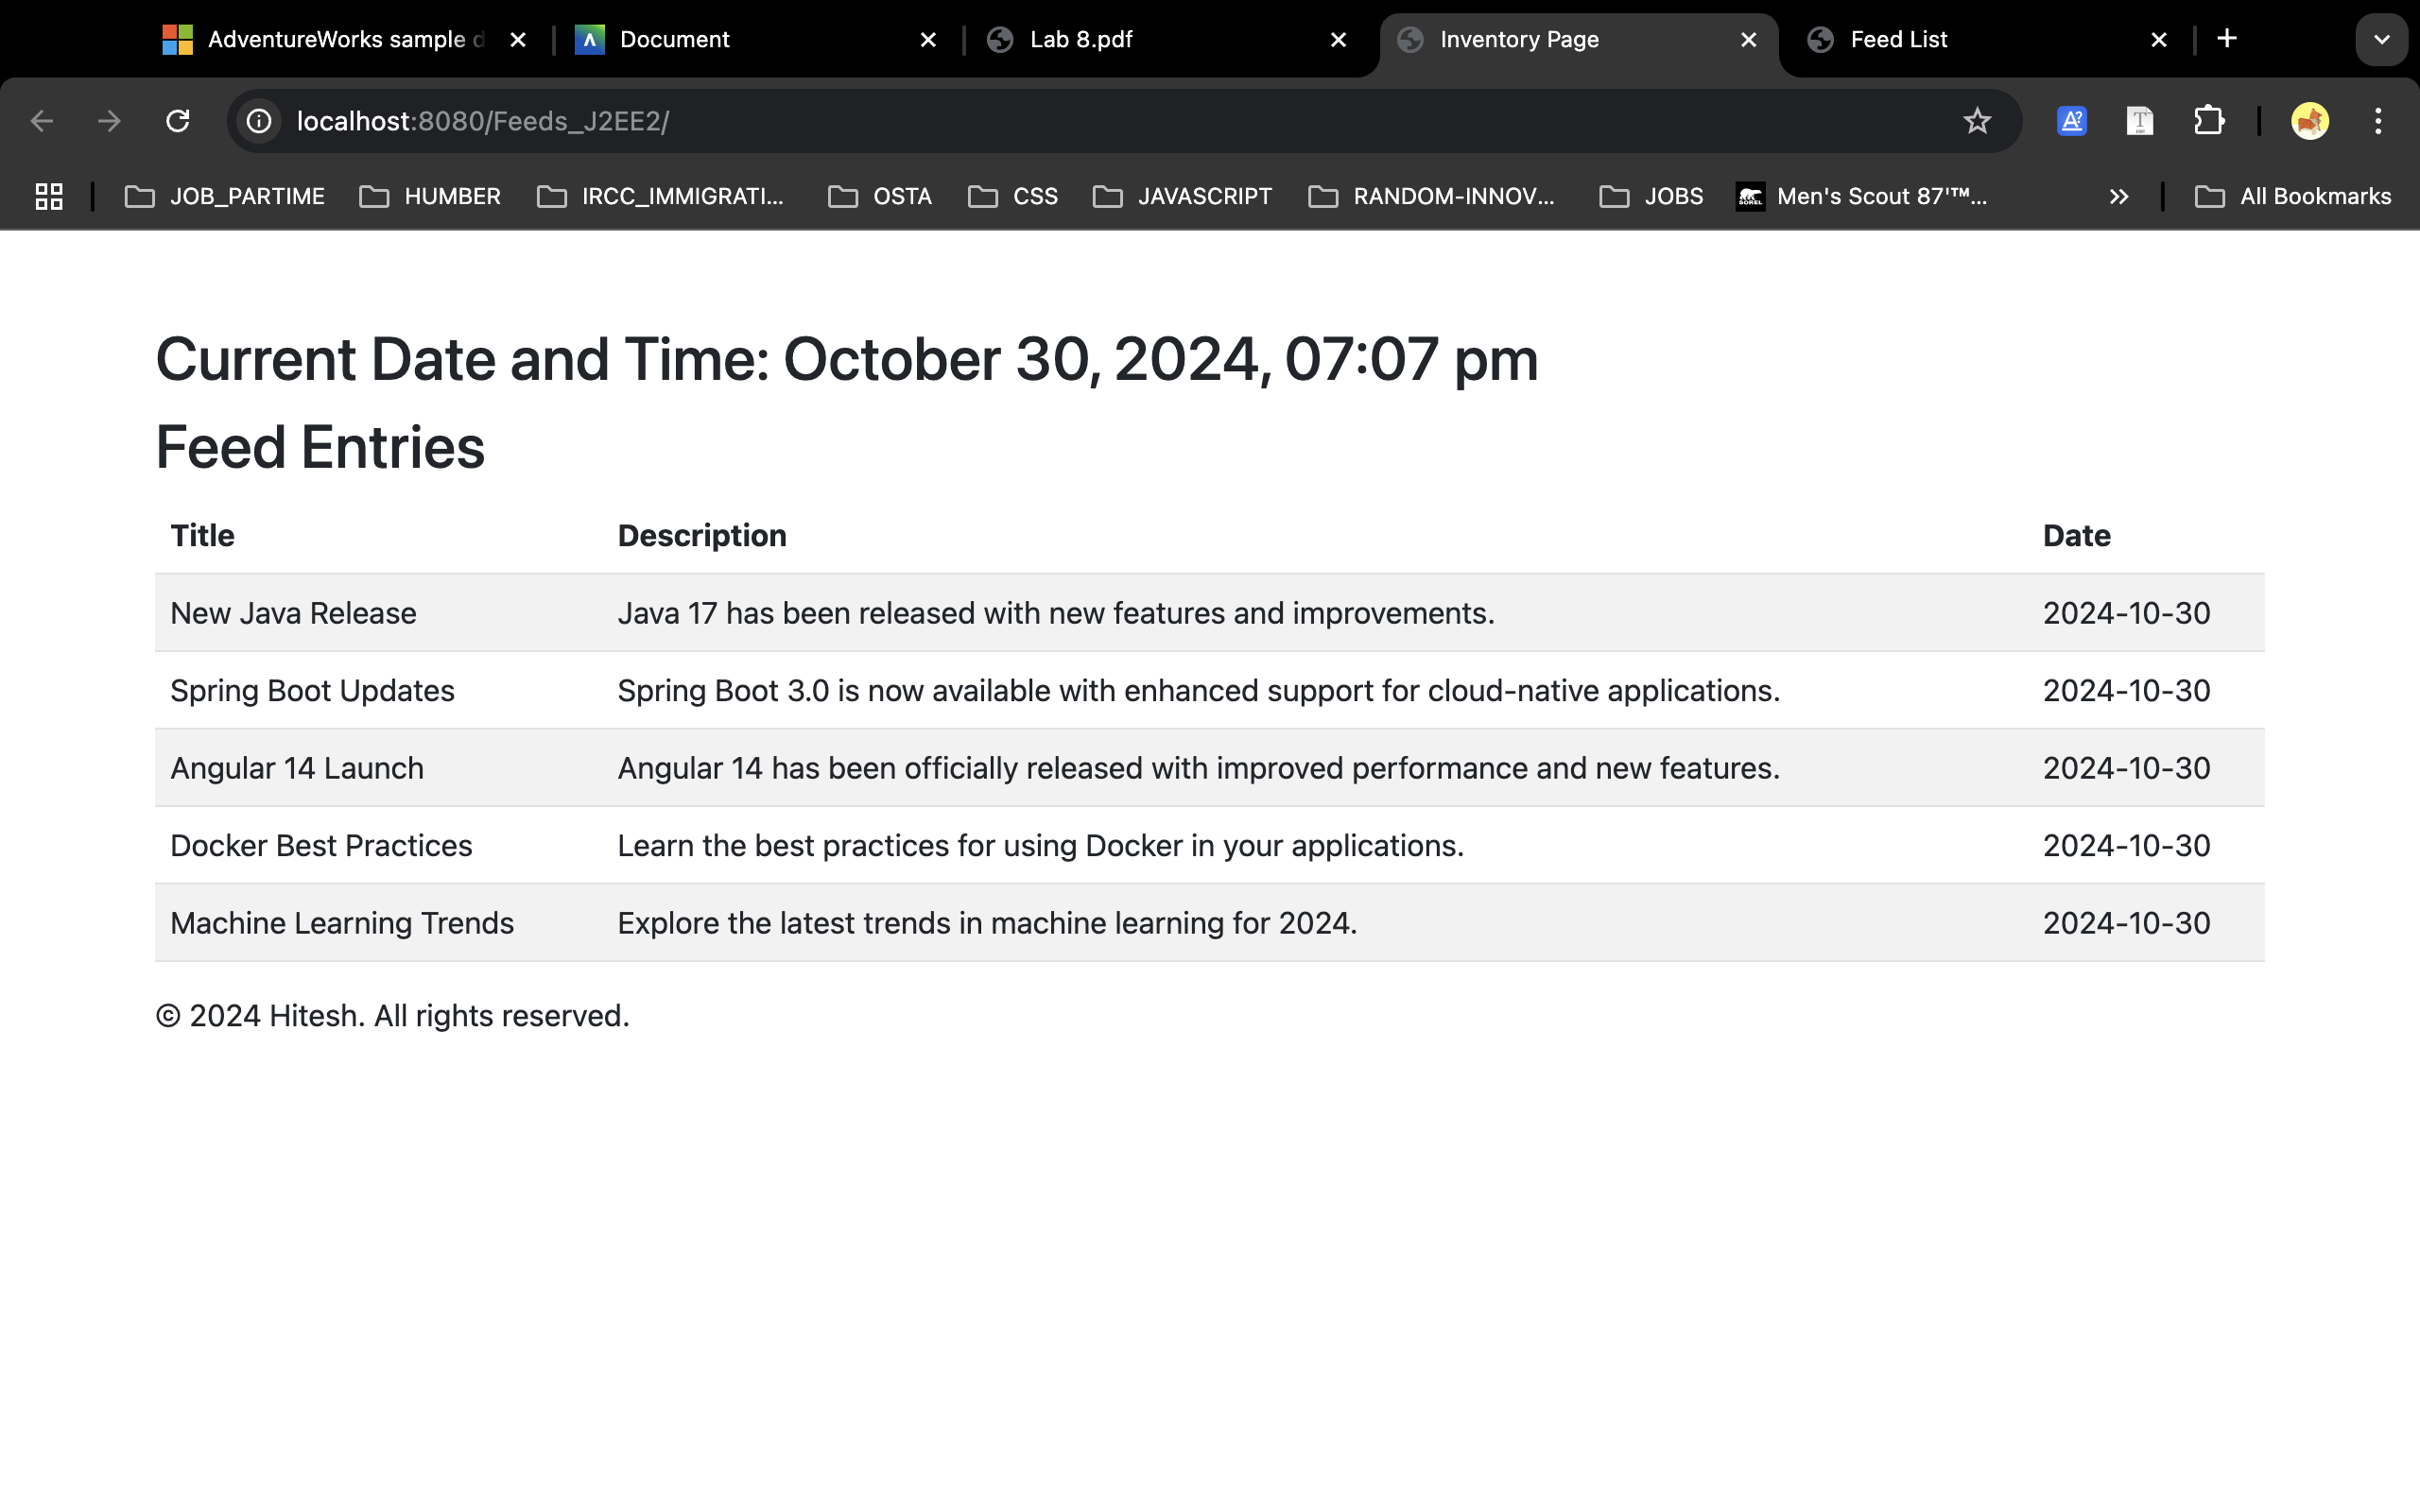 AdventureWorks sample d
Document
Lab 8.pdf
Inventory Page
Feed List
localhost:8080/Feeds_J2EE2/
JOB_PARTIME
HUMBER
IRCC_IMMIGRATI...
OSTA
CSS
JAVASCRIPT
RANDOM-INNOV...
JOBS
SOREL
Men's Scout 87'™...
All Bookmarks
Current Date and Time: October 30, 2024, 07:07 pm
Feed Entries
Title Description Date
New Java Release Java 17 has been released with new features and improvements. 2024-10-30
Spring Boot Updates Spring Boot 3.0 is now available with enhanced support for cloud-native applications. 2024-10-30
Angular 14 Launch Angular 14 has been officially released with improved performance and new features. 2024-10-30
Docker Best Practices Learn the best practices for using Docker in your applications. 2024-10-30
Machine Learning Trends Explore the latest trends in machine learning for 2024. 2024-10-30
© 2024 Hitesh. All rights reserved.